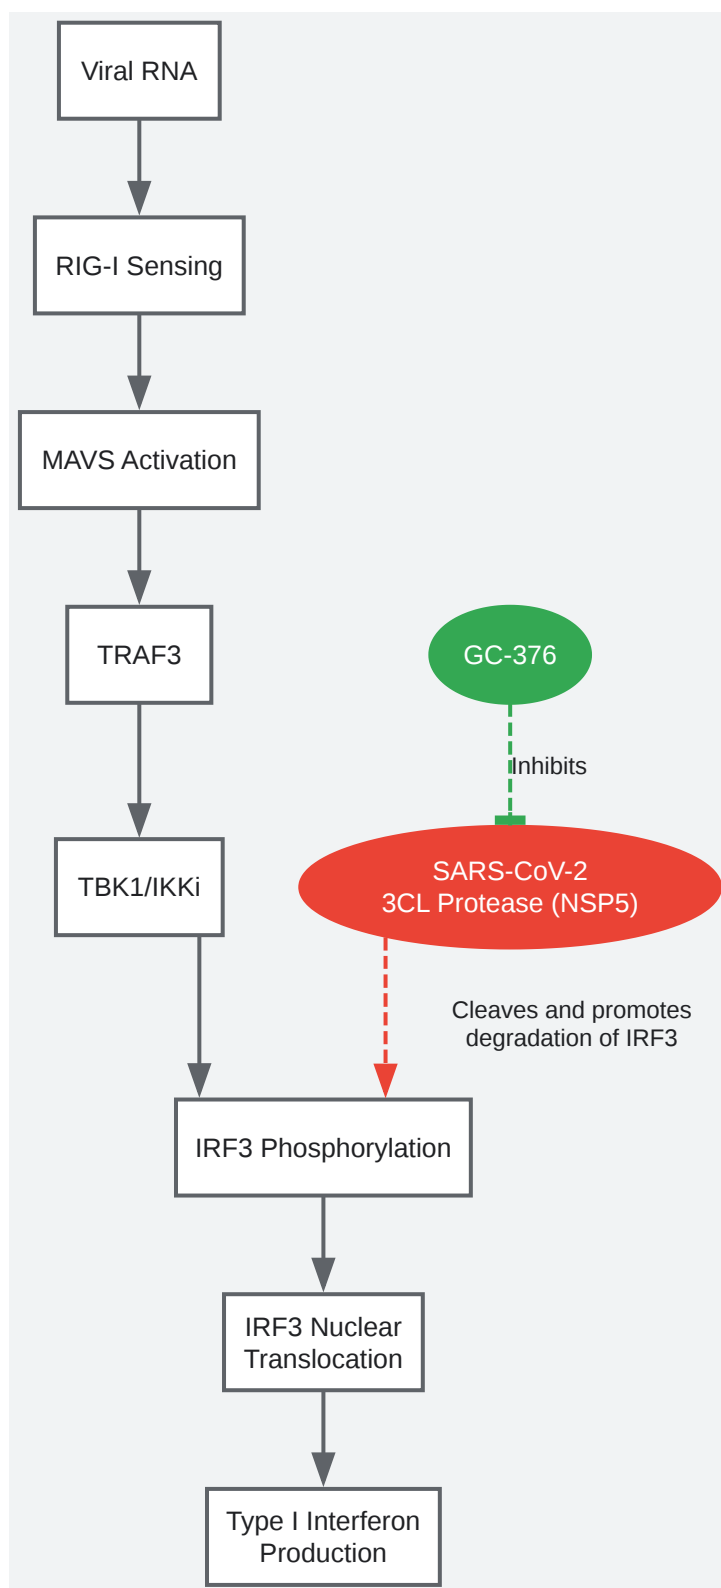 Viral RNA
RIG-I Sensing
MAVS Activation
TRAF3
GC-376
Inhibits
TBK1/IKKi
SARS-CoV-2
3CL Protease (NSP5)
Cleaves and promotes
degradation of IRF3
IRF3 Phosphorylation
IRF3 Nuclear
Translocation
Type I Interferon
Production